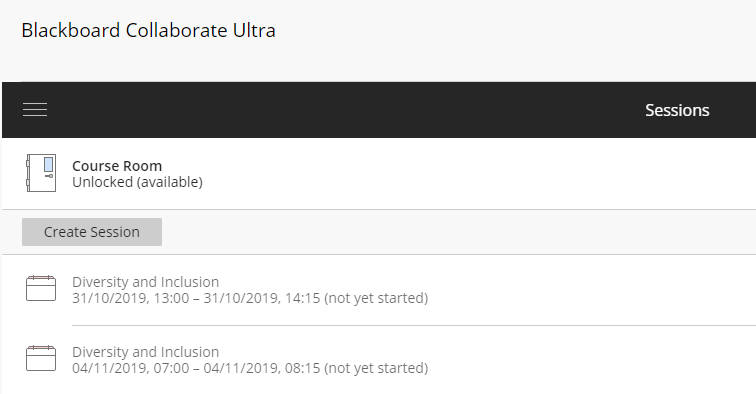 Blackboard Collaborate Ultra
Sessions
Course Room
Unlocked (available)
Create Session
Diversity and Inclusion
31/10/2019, 13:00 – 31/10/2019, 14:15 (not yet started)
Diversity and Inclusion
04/11/2019, 07:00 – 04/11/2019, 08:15 (not yet started)